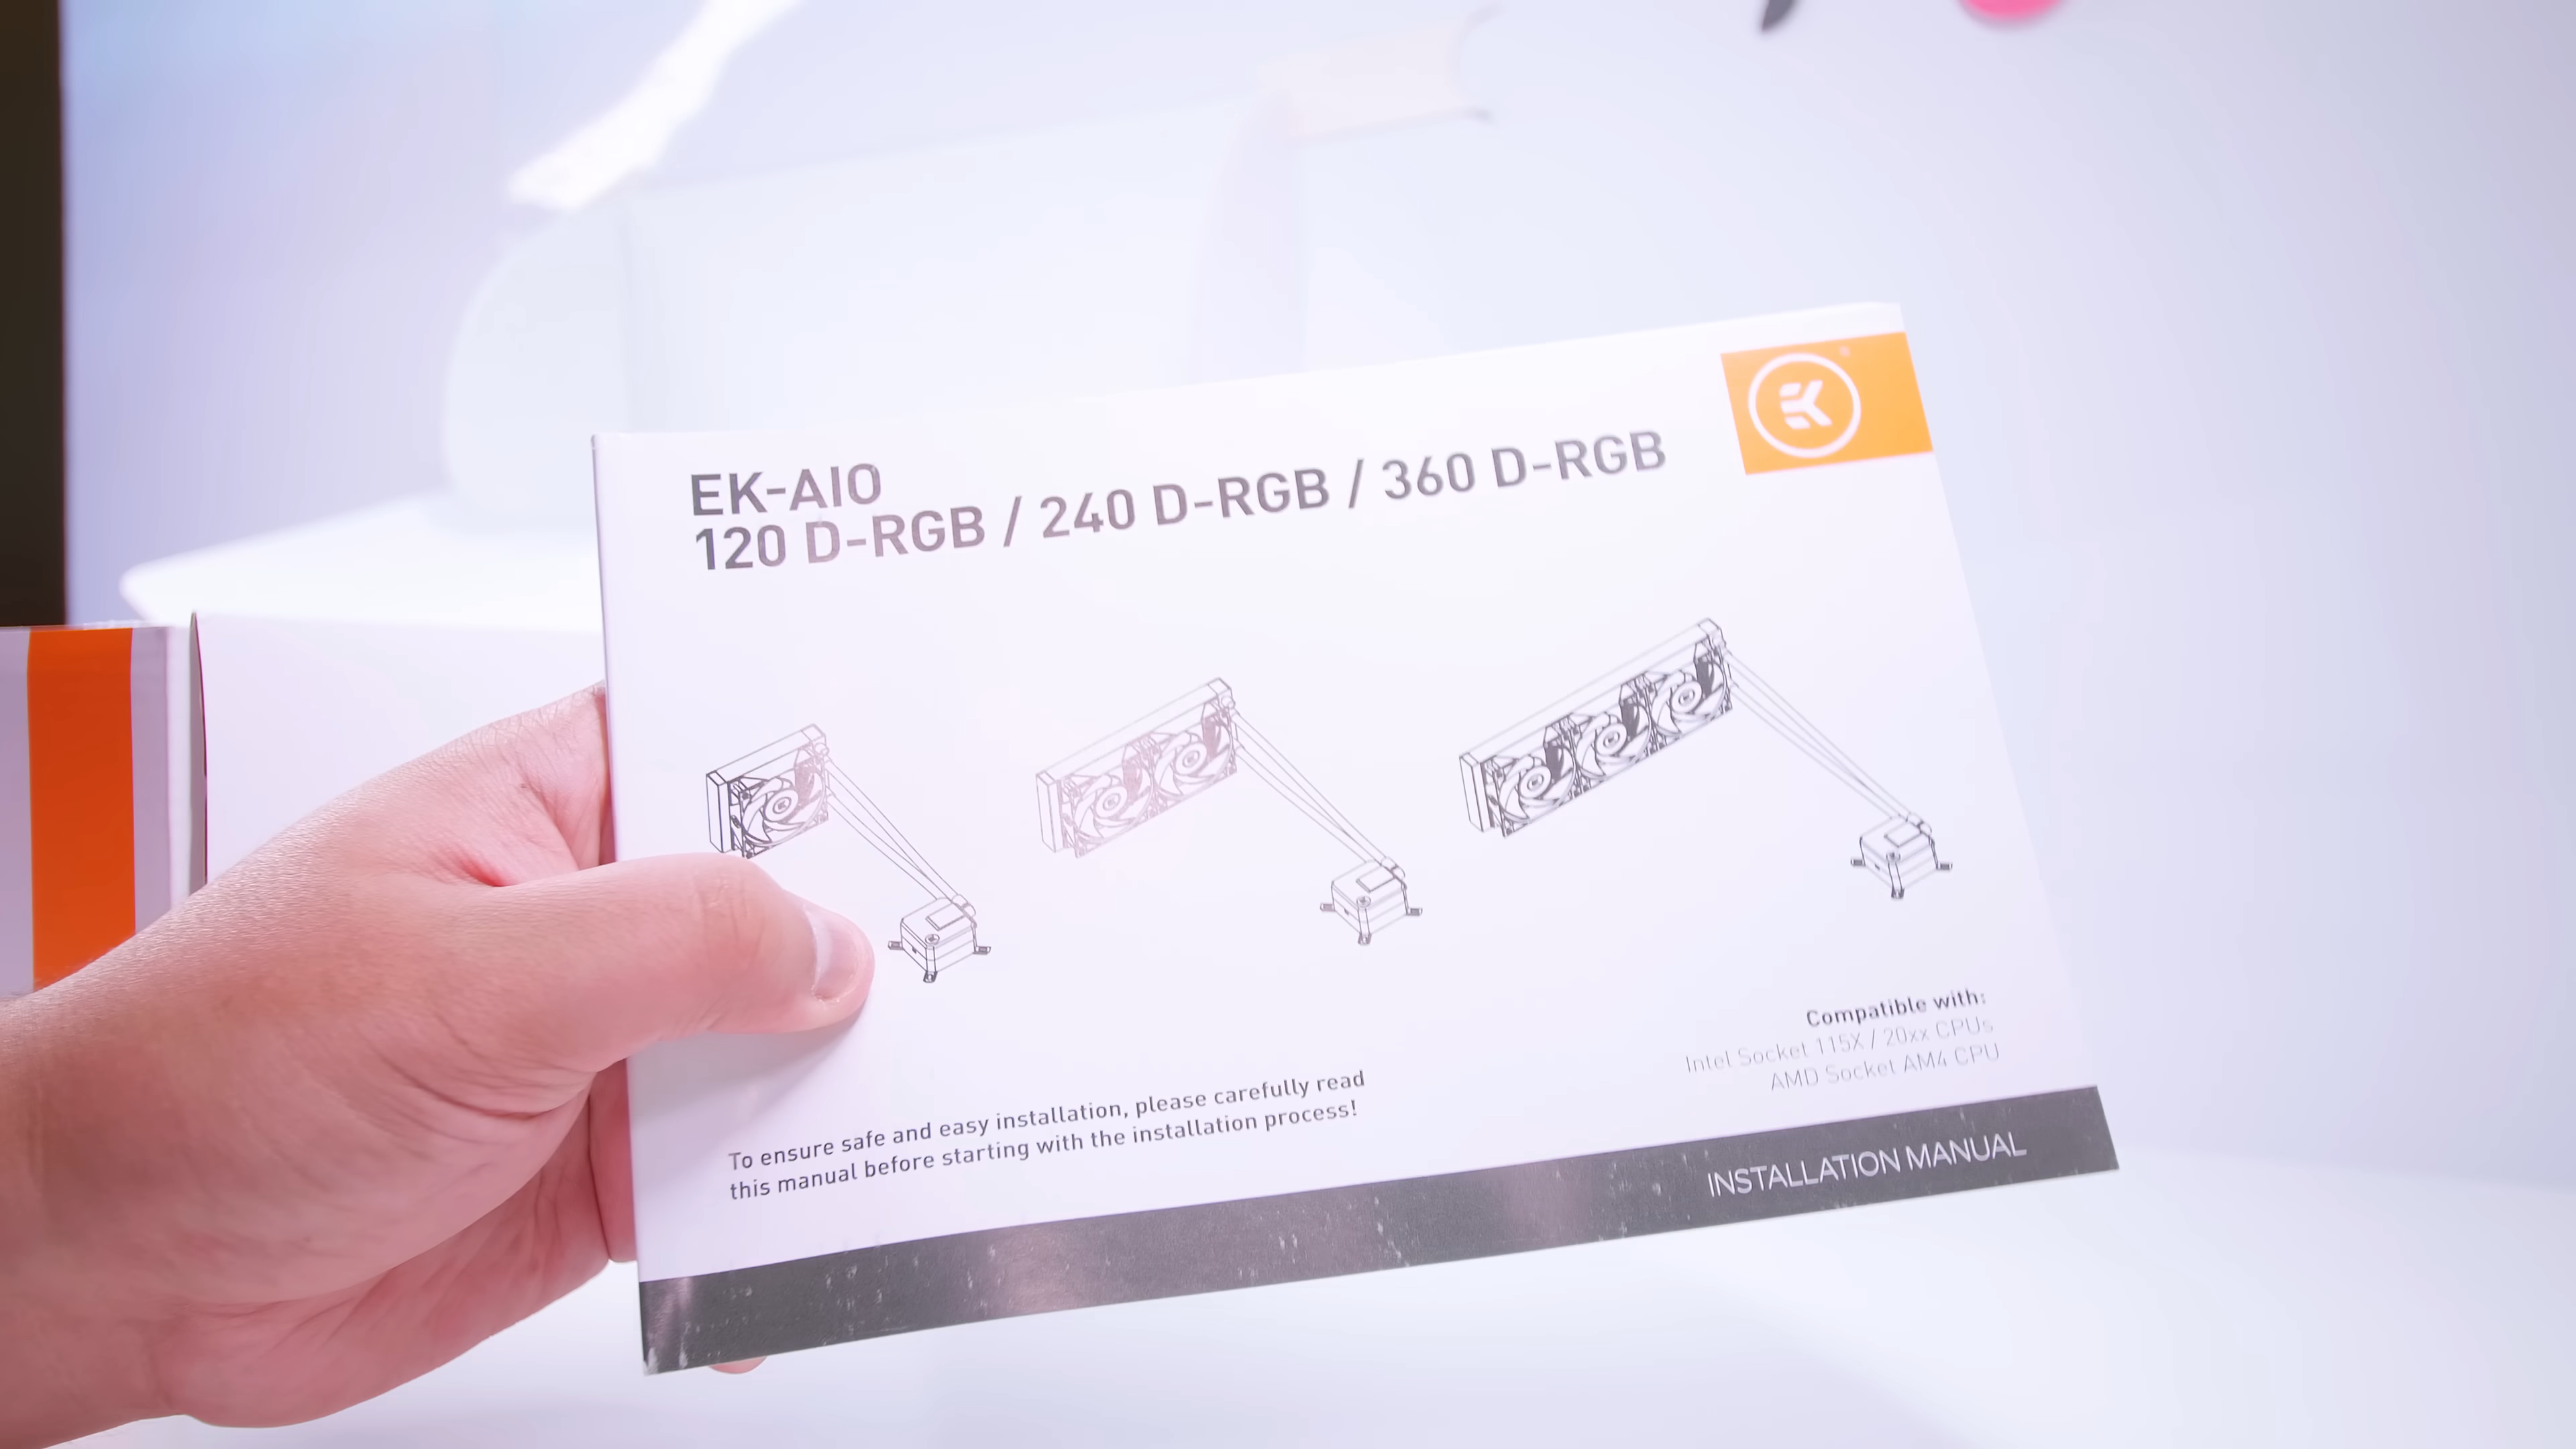 EK-AIO
120 D-RGB / 240 D-RGB / 360 D-RGB
EK
Compatible with:
Intel Socket 115X / 20xx CPUs
AMD Socket AM4 CPU
To ensure safe and easy installation, please carefully read
this manual before starting with the installation process!
INSTALLATION MANUAL